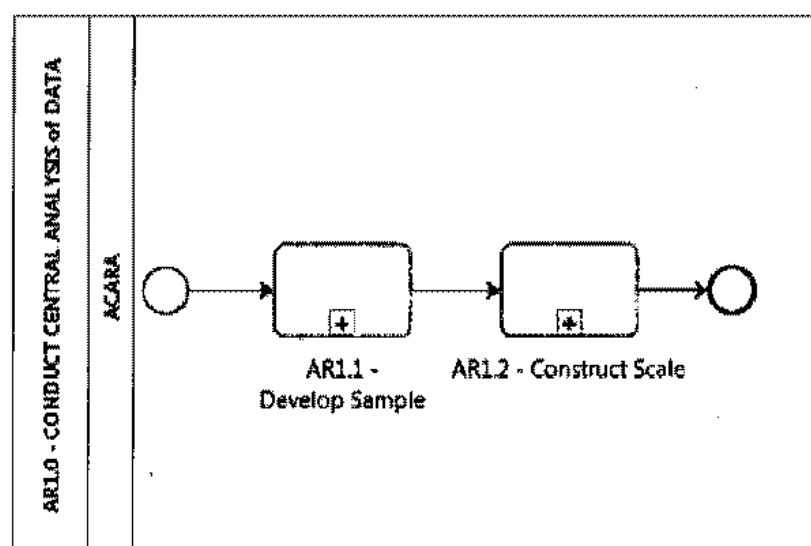 AR1.0 - CONDUCT CENTRAL ANALYSIS of DATA
ACARA
AR1.1 -
Develop Sample
AR1.2 - Construct Scale